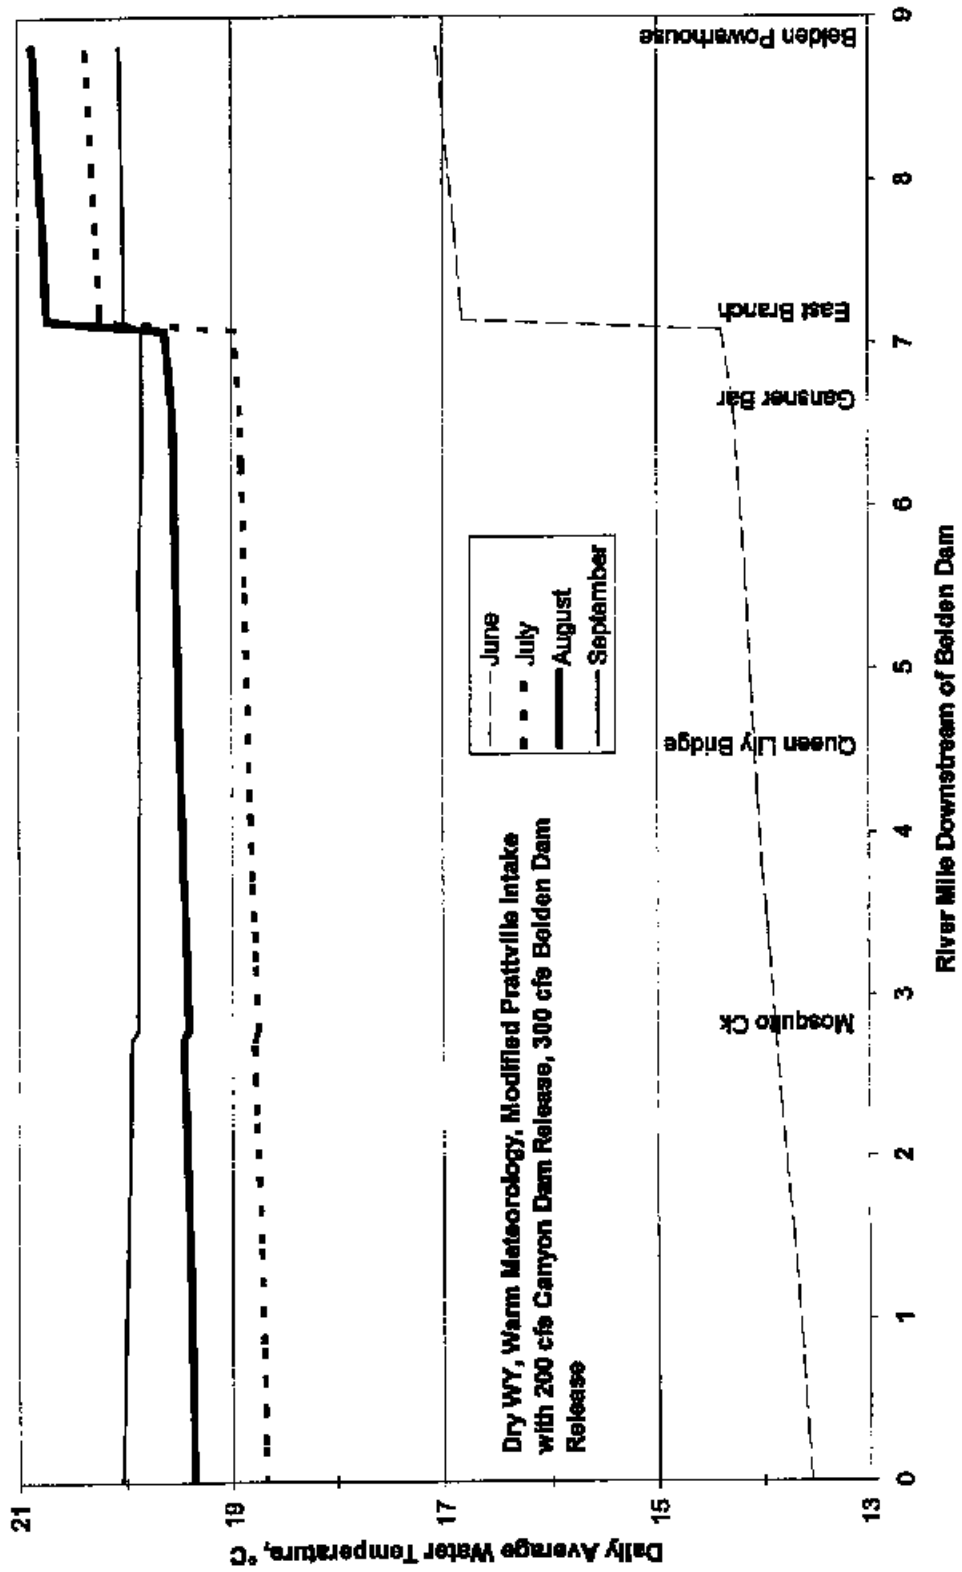 Daily Average Water Temperature, °C
21
19
17
15
13
Dry WY, Warm Meteorology, Modified Prattville Intake
with 200 cfs Canyon Dam Release, 300 cfs Belden Dam
Release
June
July
August
September
Mosquito Ck
Queen Lily Bridge
Gansner Bar
East Branch
Belden Powerhouse
0
1
2
3
4
5
6
7
8
9
River Mile Downstream of Belden Dam